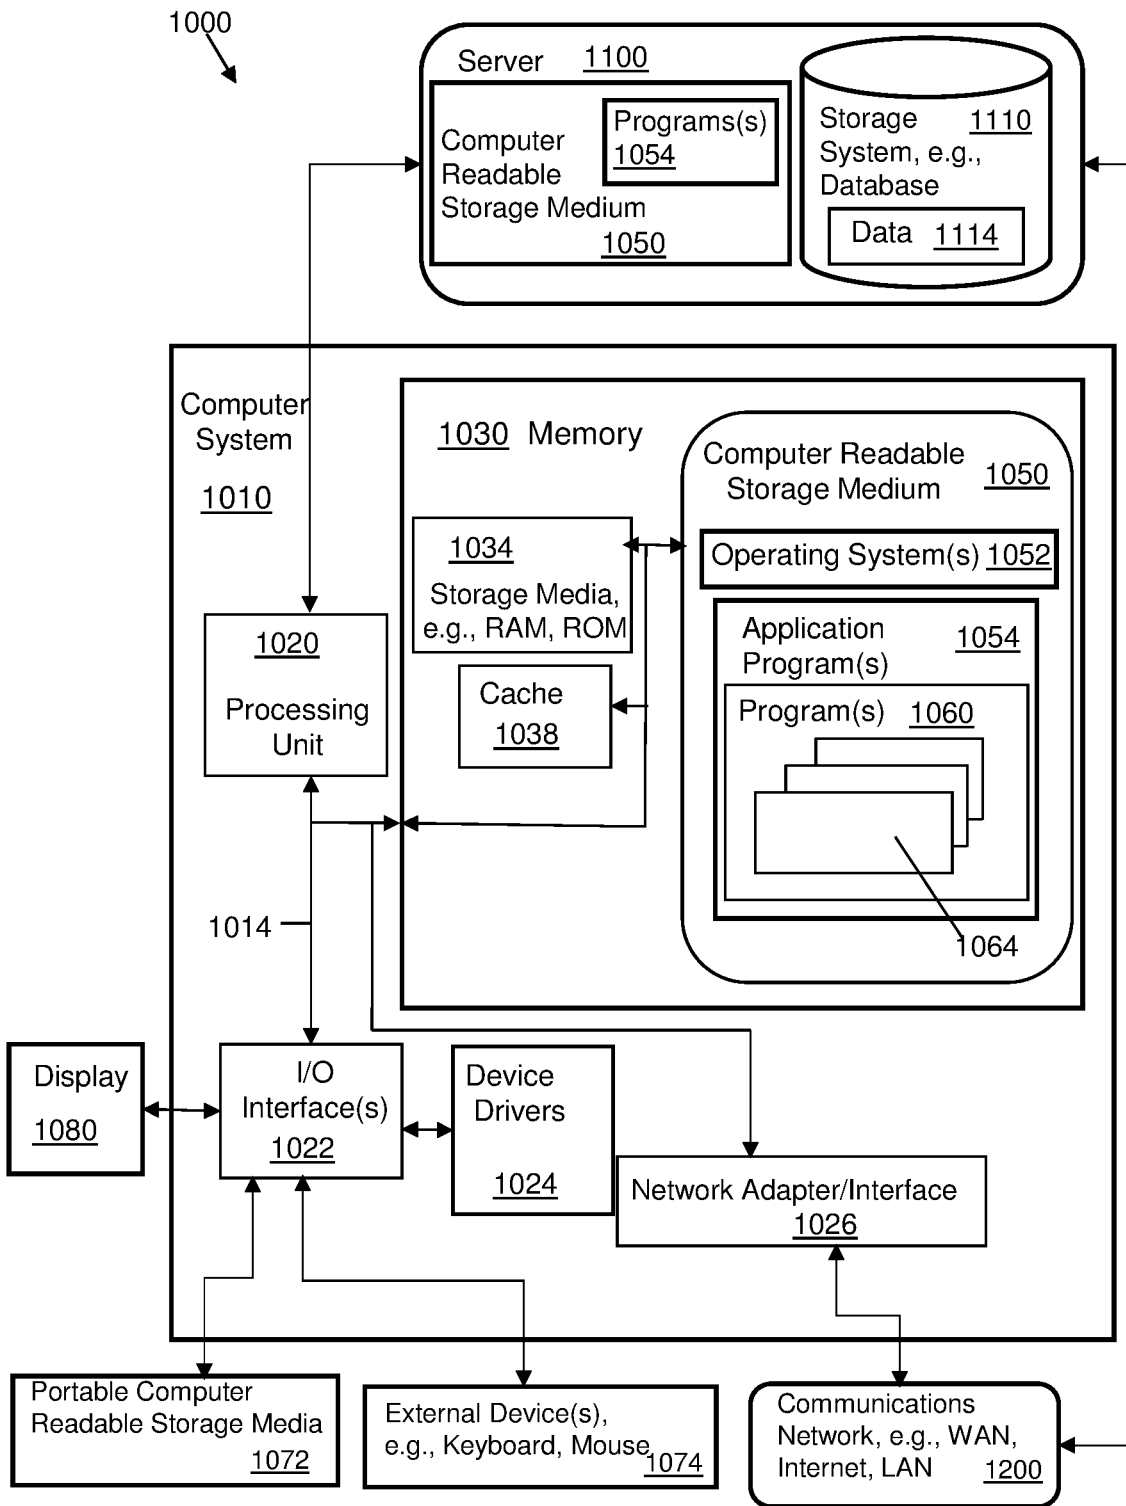 1000
Server 1100
Computer
Readable
Storage Medium
1050
Programs(s)
1054
Storage 1110
System, e.g.,
Database
Data 1114
Computer
System
1010
1030 Memory
Computer Readable
Storage Medium 1050
1034
Storage Media,
e.g., RAM, ROM
Operating System(s) 1052
Cache
1038
Application 1054
Program(s)
Program(s) 1060
1064
1020
Processing
Unit
1014
Display
1080
I/O
Interface(s)
1022
Device
Drivers
1024
Network Adapter/Interface
1026
Portable Computer
Readable Storage Media
1072
External Device(s),
e.g., Keyboard, Mouse 1074
Communications
Network, e.g., WAN,
Internet, LAN 1200